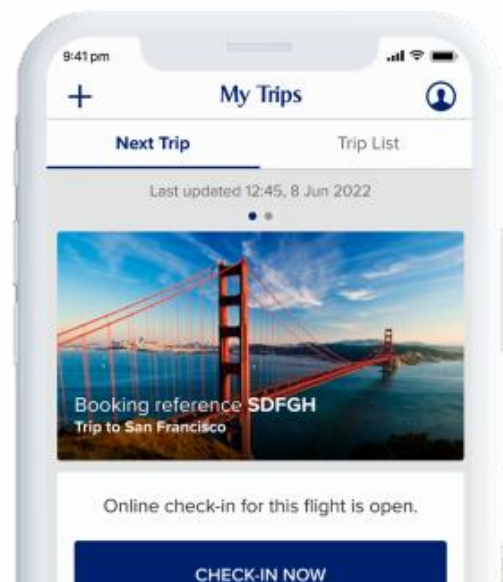 9:41 pm
My Trips
Next Trip
Trip List
Last updated 12:45, 8 Jun 2022
Booking reference SDFGH
Trip to San Francisco
Online check-in for this flight is open.
CHECK-IN NOW